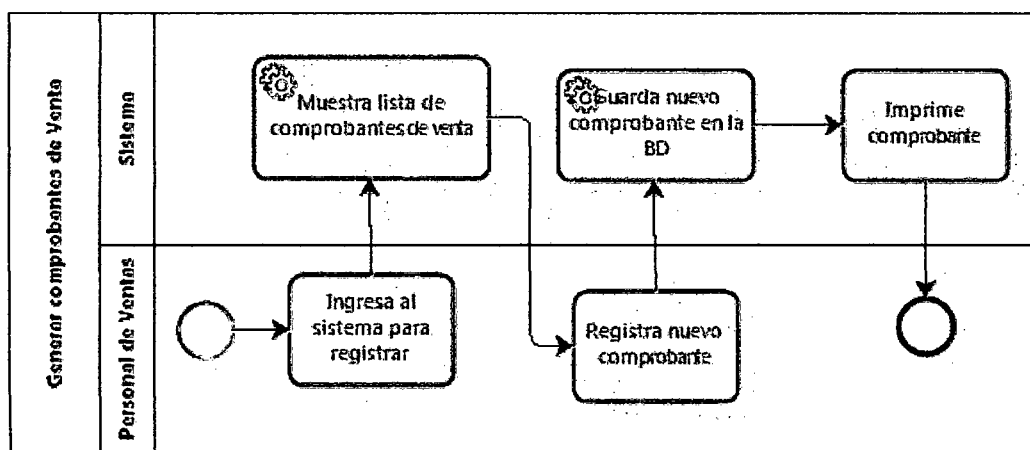 Generar comprobantes de Venta
Sistema
Muestra lista de
comprobantes de venta
Guarda nuevo
comprobante en la
BD
Imprime
comprobante
Personal de Ventas
Ingresa al
sistema para
registrar
Registra nuevo
comprobante